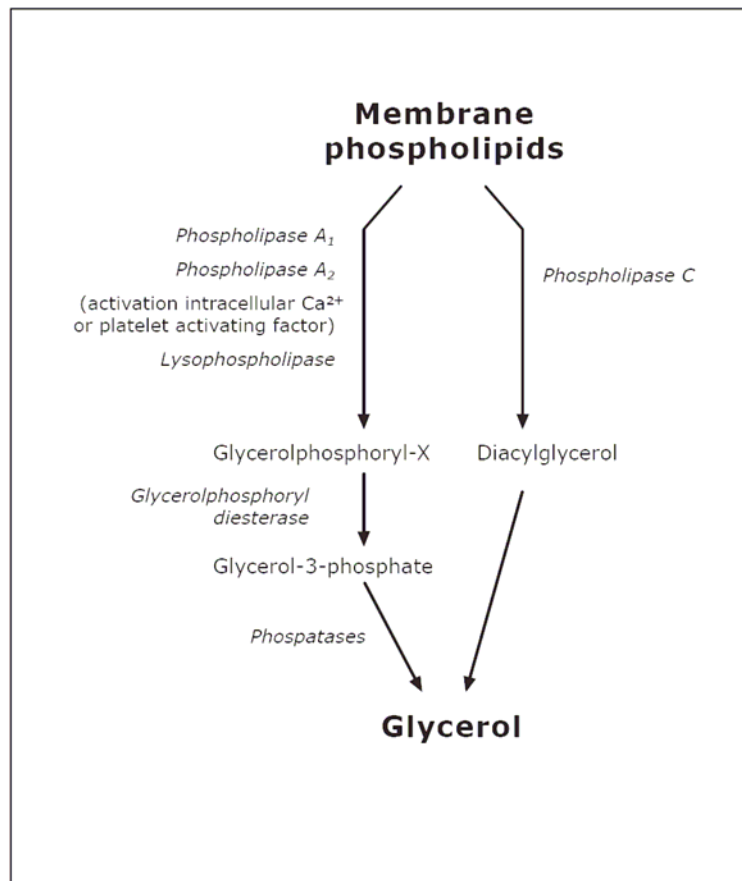 Membrane
phospholipids
Phospholipase A₁
Phospholipase A₂
(activation intracellular Ca²⁺
or platelet activating factor)
Lysophospholipase
Phospholipase C
Glycerolphosphoryl-X
Diacylglycerol
Glycerolphosphoryl
diesterase
Glycerol-3-phosphate
Phospatases
Glycerol